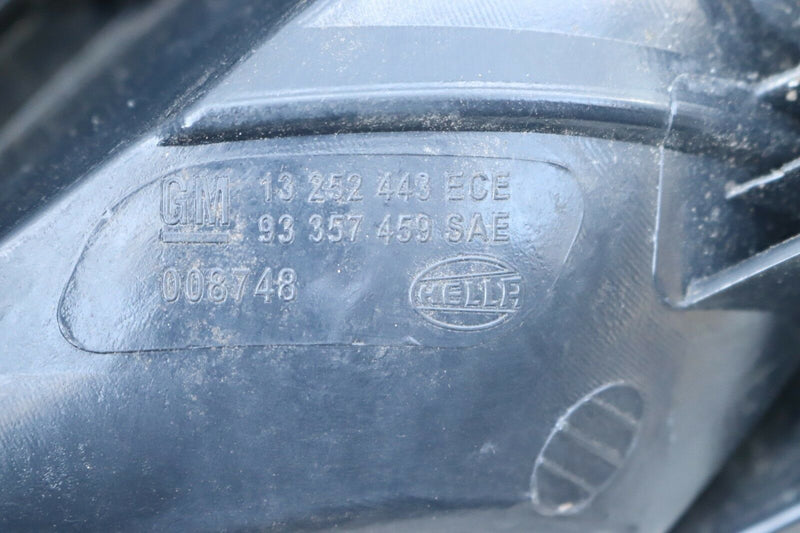 GM 13 252 443 ECE
93 357 459 SAE
008748 HELLA